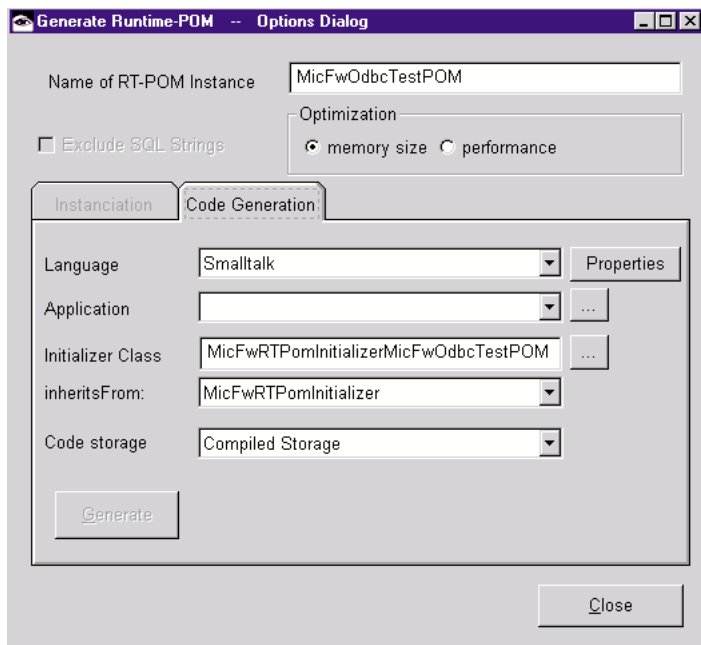 Generate Runtime-POM -- Options Dialog
Name of RT-POM Instance MicFwOdbcTestPOM
Optimization
Exclude SQL Strings memory size performance
Instanciation Code Generation
Language Smalltalk Properties
Application ...
Initializer Class MicFwRTPomInitializerMicFwOdbcTestPOM ...
inheritsFrom: MicFwRTPomInitializer
Code storage Compiled Storage
Generate
Close